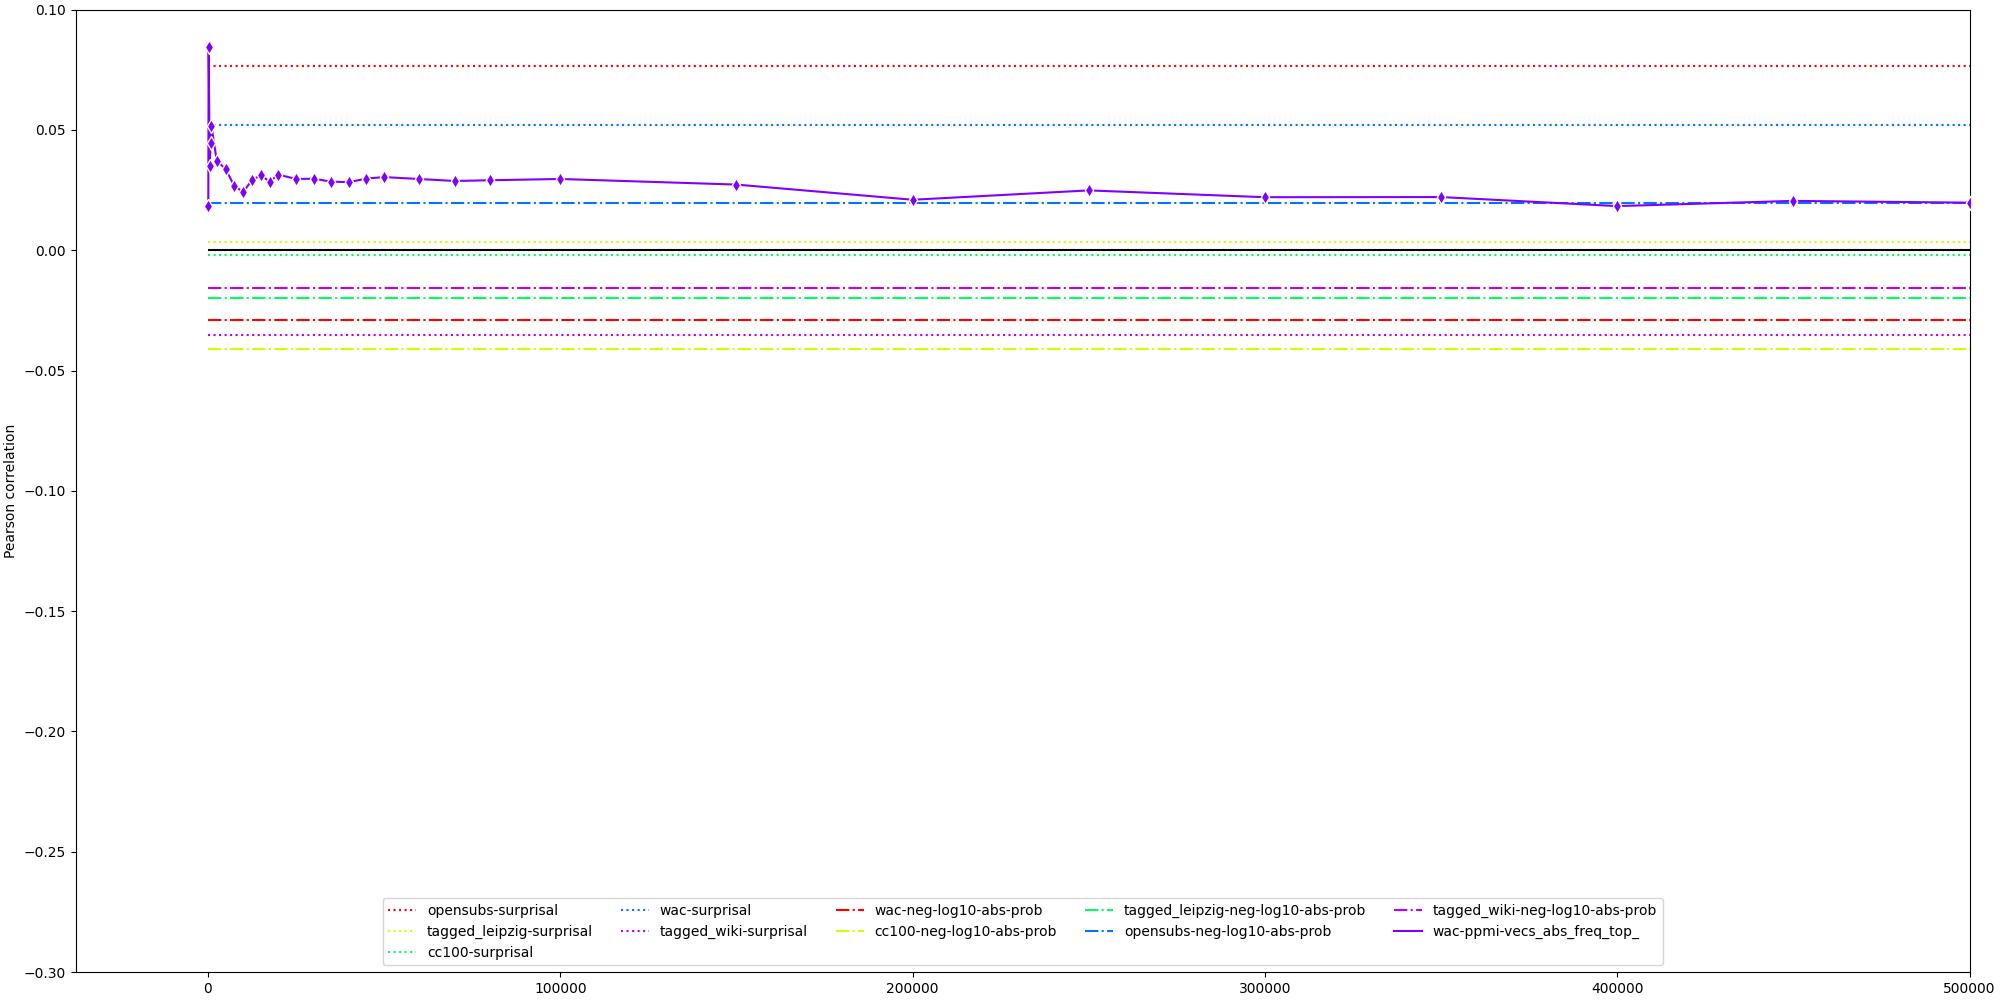 0.10
0.05
0.00
−0.05
−0.10
−0.15
−0.20
−0.25
−0.30
Pearson correlation
opensubs-surprisal
tagged_leipzig-surprisal
cc100-surprisal
wac-surprisal
tagged_wiki-surprisal
wac-neg-log10-abs-prob
cc100-neg-log10-abs-prob
tagged_leipzig-neg-log10-abs-prob
opensubs-neg-log10-abs-prob
tagged_wiki-neg-log10-abs-prob
wac-ppmi-vecs_abs_freq_top_
0 100000 200000 300000 400000 500000